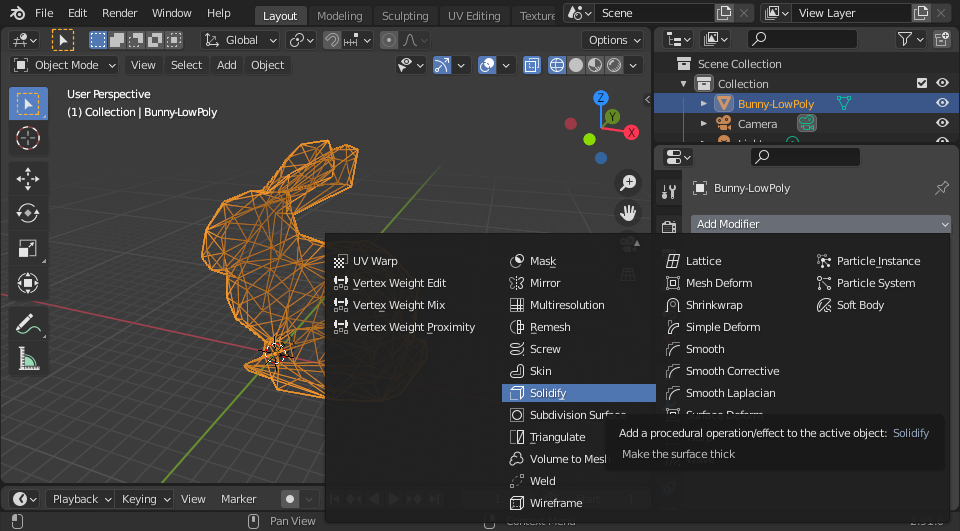 File Edit Render Window Help Layout Modeling Sculpting UV Editing Texture Scene View Layer
Global Options
Object Mode View Select Add Object
Scene Collection
Collection
Bunny-LowPoly
Camera
User Perspective
(1) Collection | Bunny-LowPoly
Z
Y
X
Bunny-LowPoly
Add Modifier
UV Warp
Vertex Weight Edit
Vertex Weight Mix
Vertex Weight Proximity
Mask
Mirror
Multiresolution
Remesh
Screw
Skin
Solidify
Subdivision Surface
Triangulate
Volume to Mesh
Weld
Wireframe
Lattice
Mesh Deform
Shrinkwrap
Simple Deform
Smooth
Smooth Corrective
Smooth Laplacian
Surface Deform
Particle Instance
Particle System
Soft Body
Add a procedural operation/effect to the active object: Solidify
Make the surface thick
Playback Keying View Marker
Pan View Context Menu